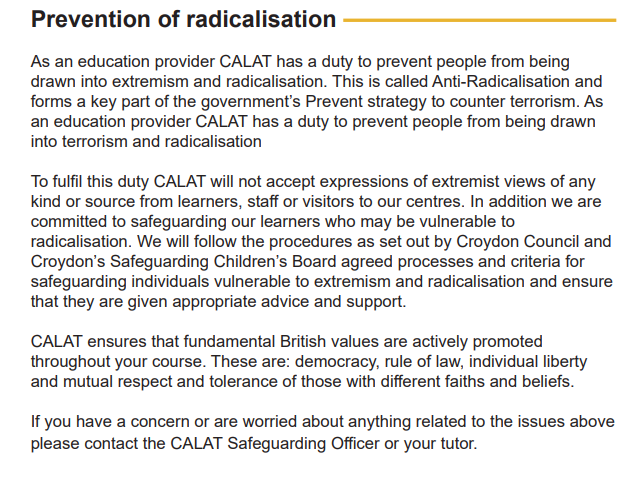 Prevention of radicalisation
As an education provider CALAT has a duty to prevent people from being
drawn into extremism and radicalisation. This is called Anti-Radicalisation and
forms a key part of the government’s Prevent strategy to counter terrorism. As
an education provider CALAT has a duty to prevent people from being drawn
into terrorism and radicalisation
To fulfil this duty CALAT will not accept expressions of extremist views of any
kind or source from learners, staff or visitors to our centres. In addition we are
committed to safeguarding our learners who may be vulnerable to
radicalisation. We will follow the procedures as set out by Croydon Council and
Croydon’s Safeguarding Children’s Board agreed processes and criteria for
safeguarding individuals vulnerable to extremism and radicalisation and ensure
that they are given appropriate advice and support.
CALAT ensures that fundamental British values are actively promoted
throughout your course. These are: democracy, rule of law, individual liberty
and mutual respect and tolerance of those with different faiths and beliefs.
If you have a concern or are worried about anything related to the issues above
please contact the CALAT Safeguarding Officer or your tutor.